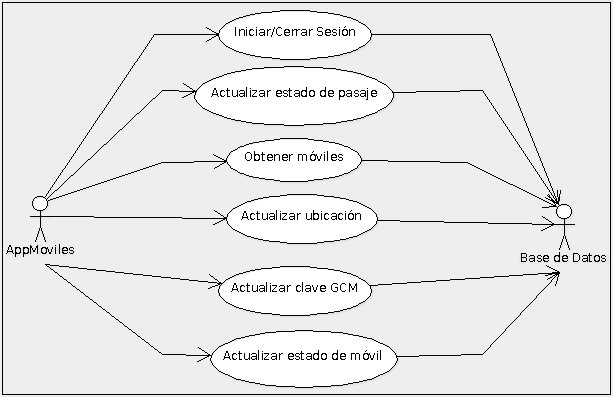 Iniciar/Cerrar Sesión
Actualizar estado de pasaje
Obtener móviles
Actualizar ubicación
AppMoviles
Base de Datos
Actualizar clave GCM
Actualizar estado de móvil